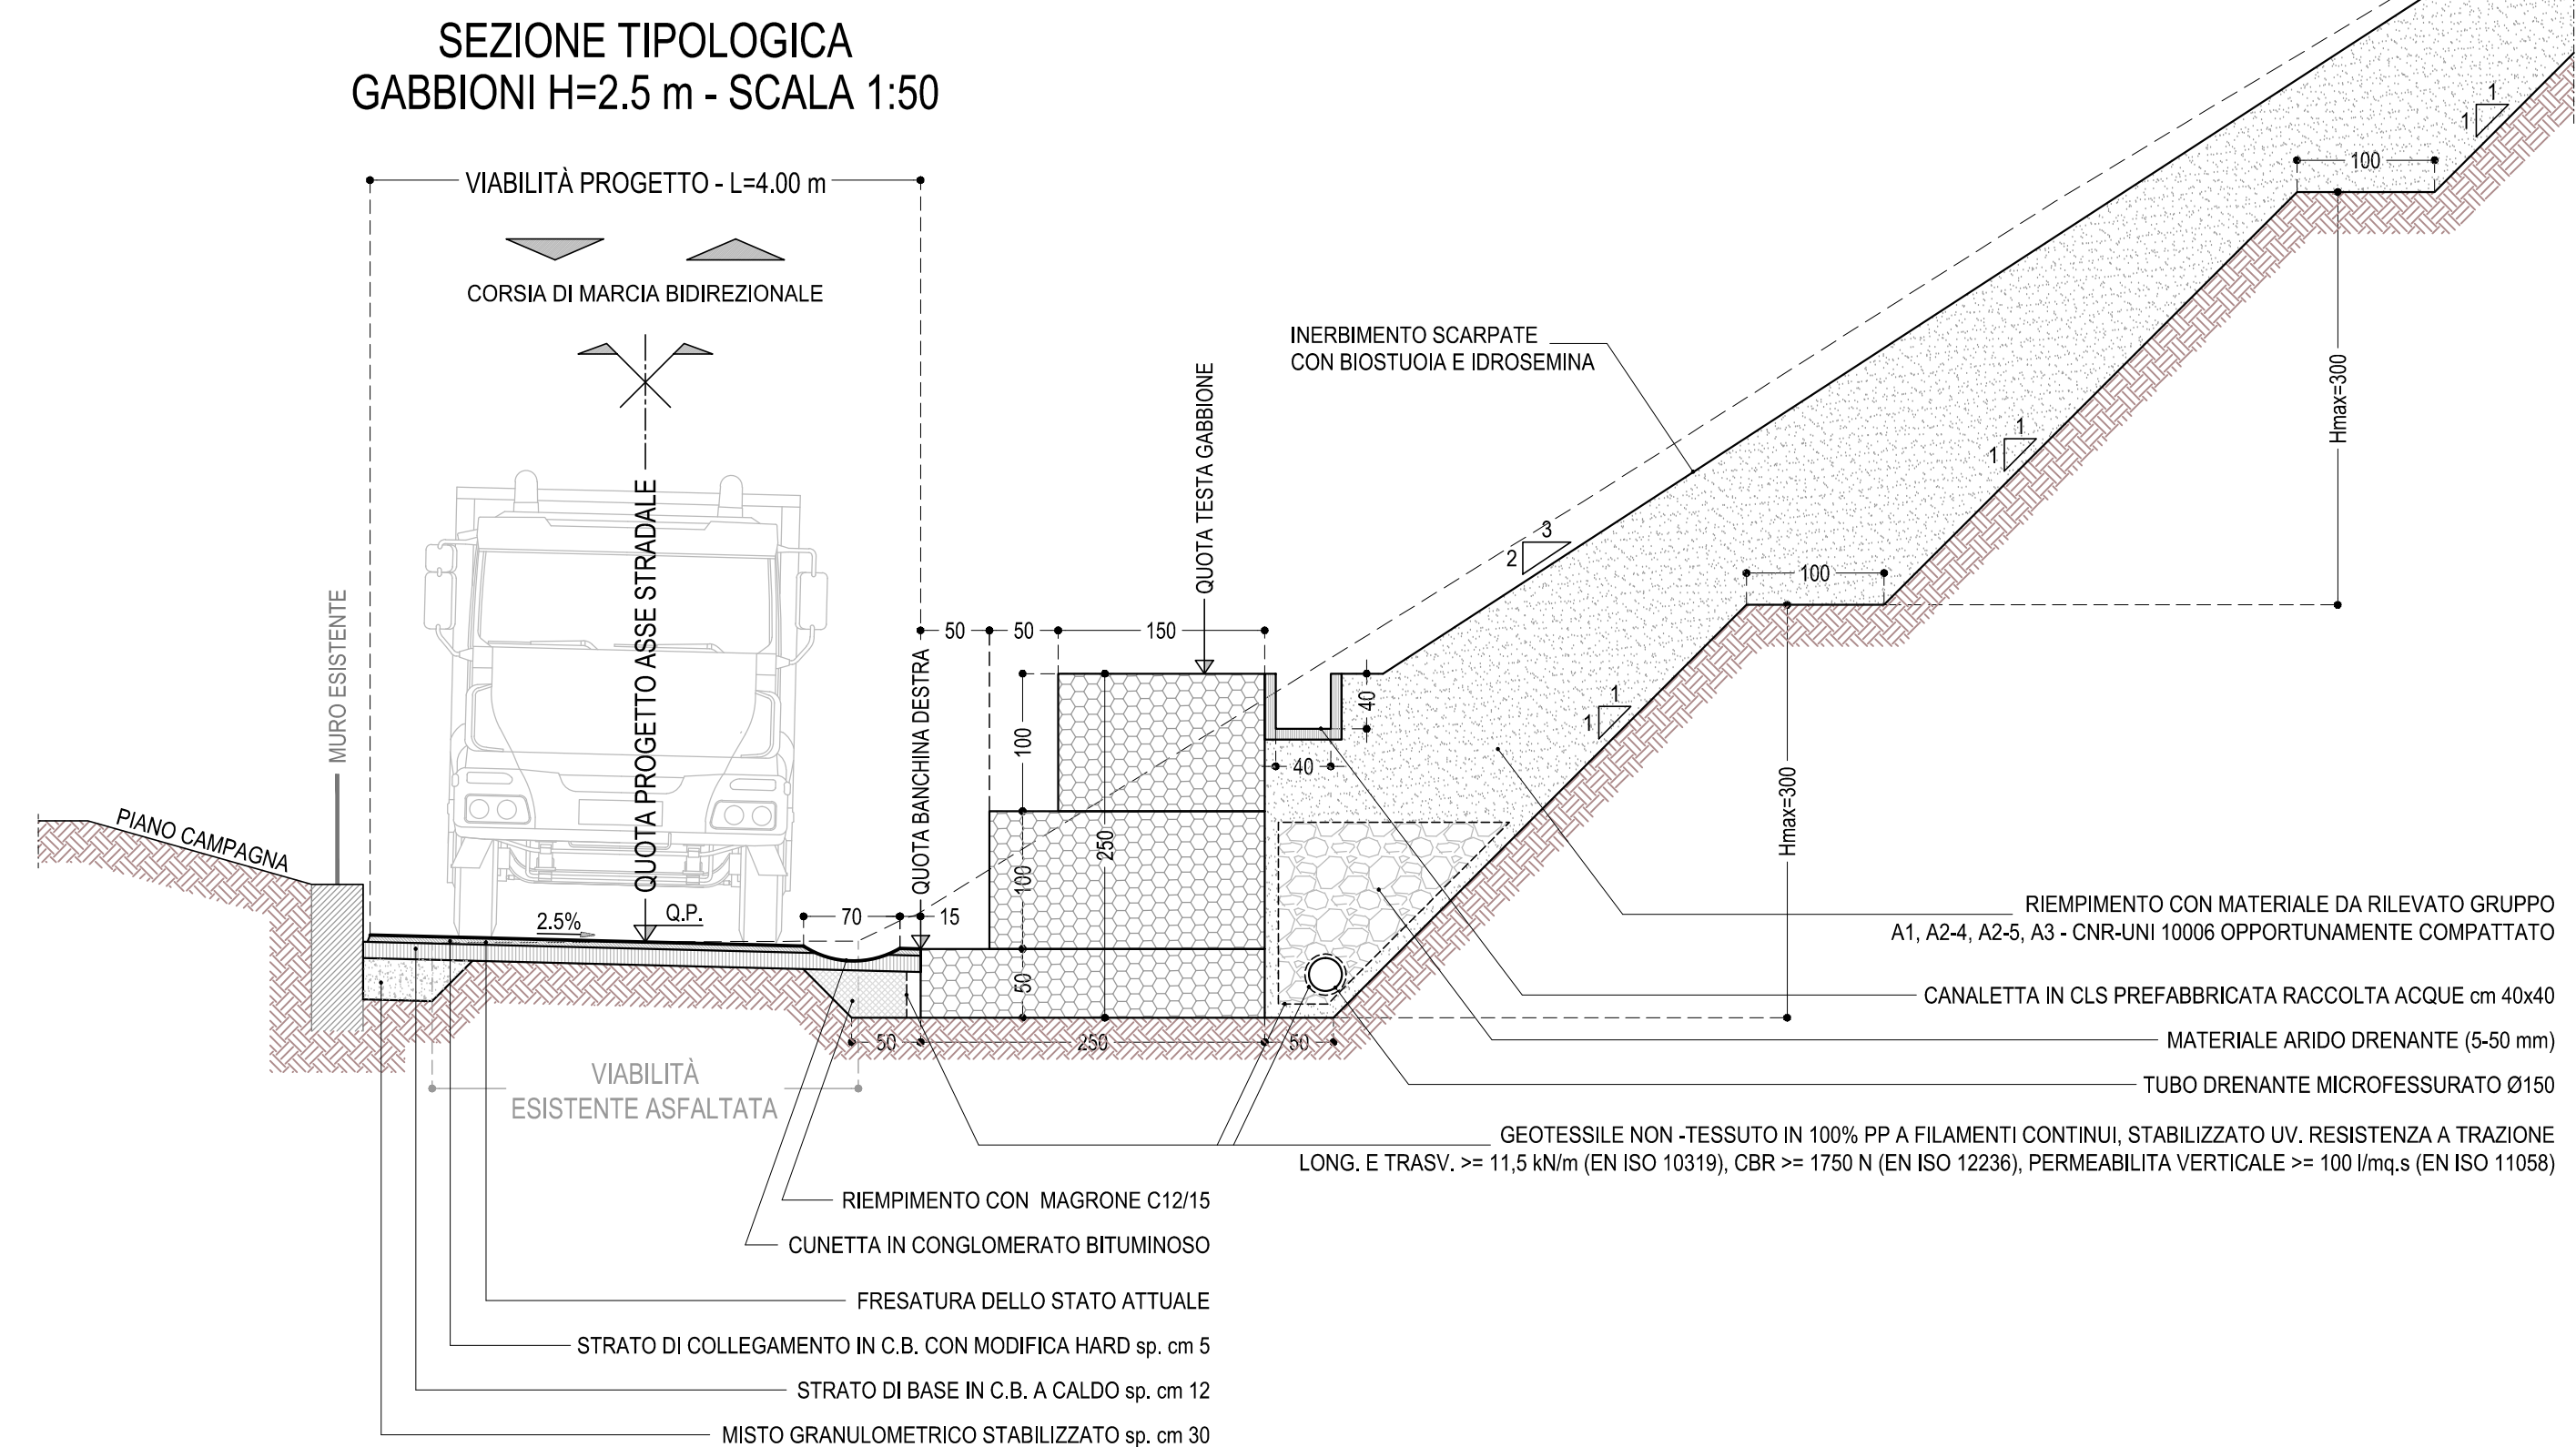 SEZIONE TIPOLOGICA
GABBIONI H=2.5 m - SCALA 1:50
VIABILITÀ PROGETTO - L=4.00 m
CORSIA DI MARCIA BIDIREZIONALE
QUOTA PROGETTO ASSE STRADALE
MURO ESISTENTE
PIANO CAMPAGNA
2.5%
Q.P.
70
15
QUOTA BANCHINA DESTRA
50
50
150
QUOTA TESTA GABBIONE
100
100
50
250
40
40
50
250
50
VIABILITÀ
ESISTENTE ASFALTATA
INERBIMENTO SCARPATE
CON BIOSTUOIA E IDROSEMINA
3
2
1
1
1
1
1
1
100
100
Hmax=300
Hmax=300
RIEMPIMENTO CON MATERIALE DA RILEVATO GRUPPO
A1, A2-4, A2-5, A3 - CNR-UNI 10006 OPPORTUNAMENTE COMPATTATO
CANALETTA IN CLS PREFABBRICATA RACCOLTA ACQUE cm 40x40
MATERIALE ARIDO DRENANTE (5-50 mm)
TUBO DRENANTE MICROFESSURATO Ø150
GEOTESSILE NON -TESSUTO IN 100% PP A FILAMENTI CONTINUI, STABILIZZATO UV. RESISTENZA A TRAZIONE
LONG. E TRASV. >= 11,5 kN/m (EN ISO 10319), CBR >= 1750 N (EN ISO 12236), PERMEABILITA VERTICALE >= 100 l/mq.s (EN ISO 11058)
RIEMPIMENTO CON MAGRONE C12/15
CUNETTA IN CONGLOMERATO BITUMINOSO
FRESATURA DELLO STATO ATTUALE
STRATO DI COLLEGAMENTO IN C.B. CON MODIFICA HARD sp. cm 5
STRATO DI BASE IN C.B. A CALDO sp. cm 12
MISTO GRANULOMETRICO STABILIZZATO sp. cm 30